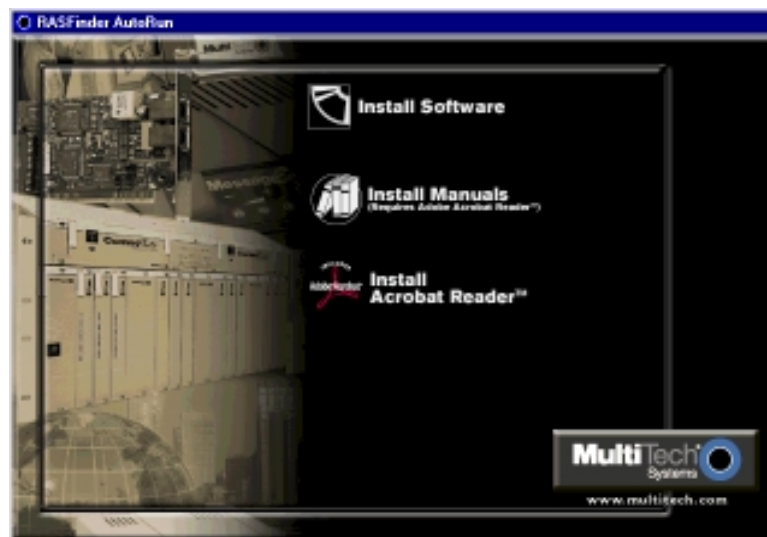 RASFinder AutoRun
Install Software
Install Manuals
(Requires Adobe Acrobat Reader™)
Install
Acrobat Reader™
MultiTech
Systems
www.multitech.com